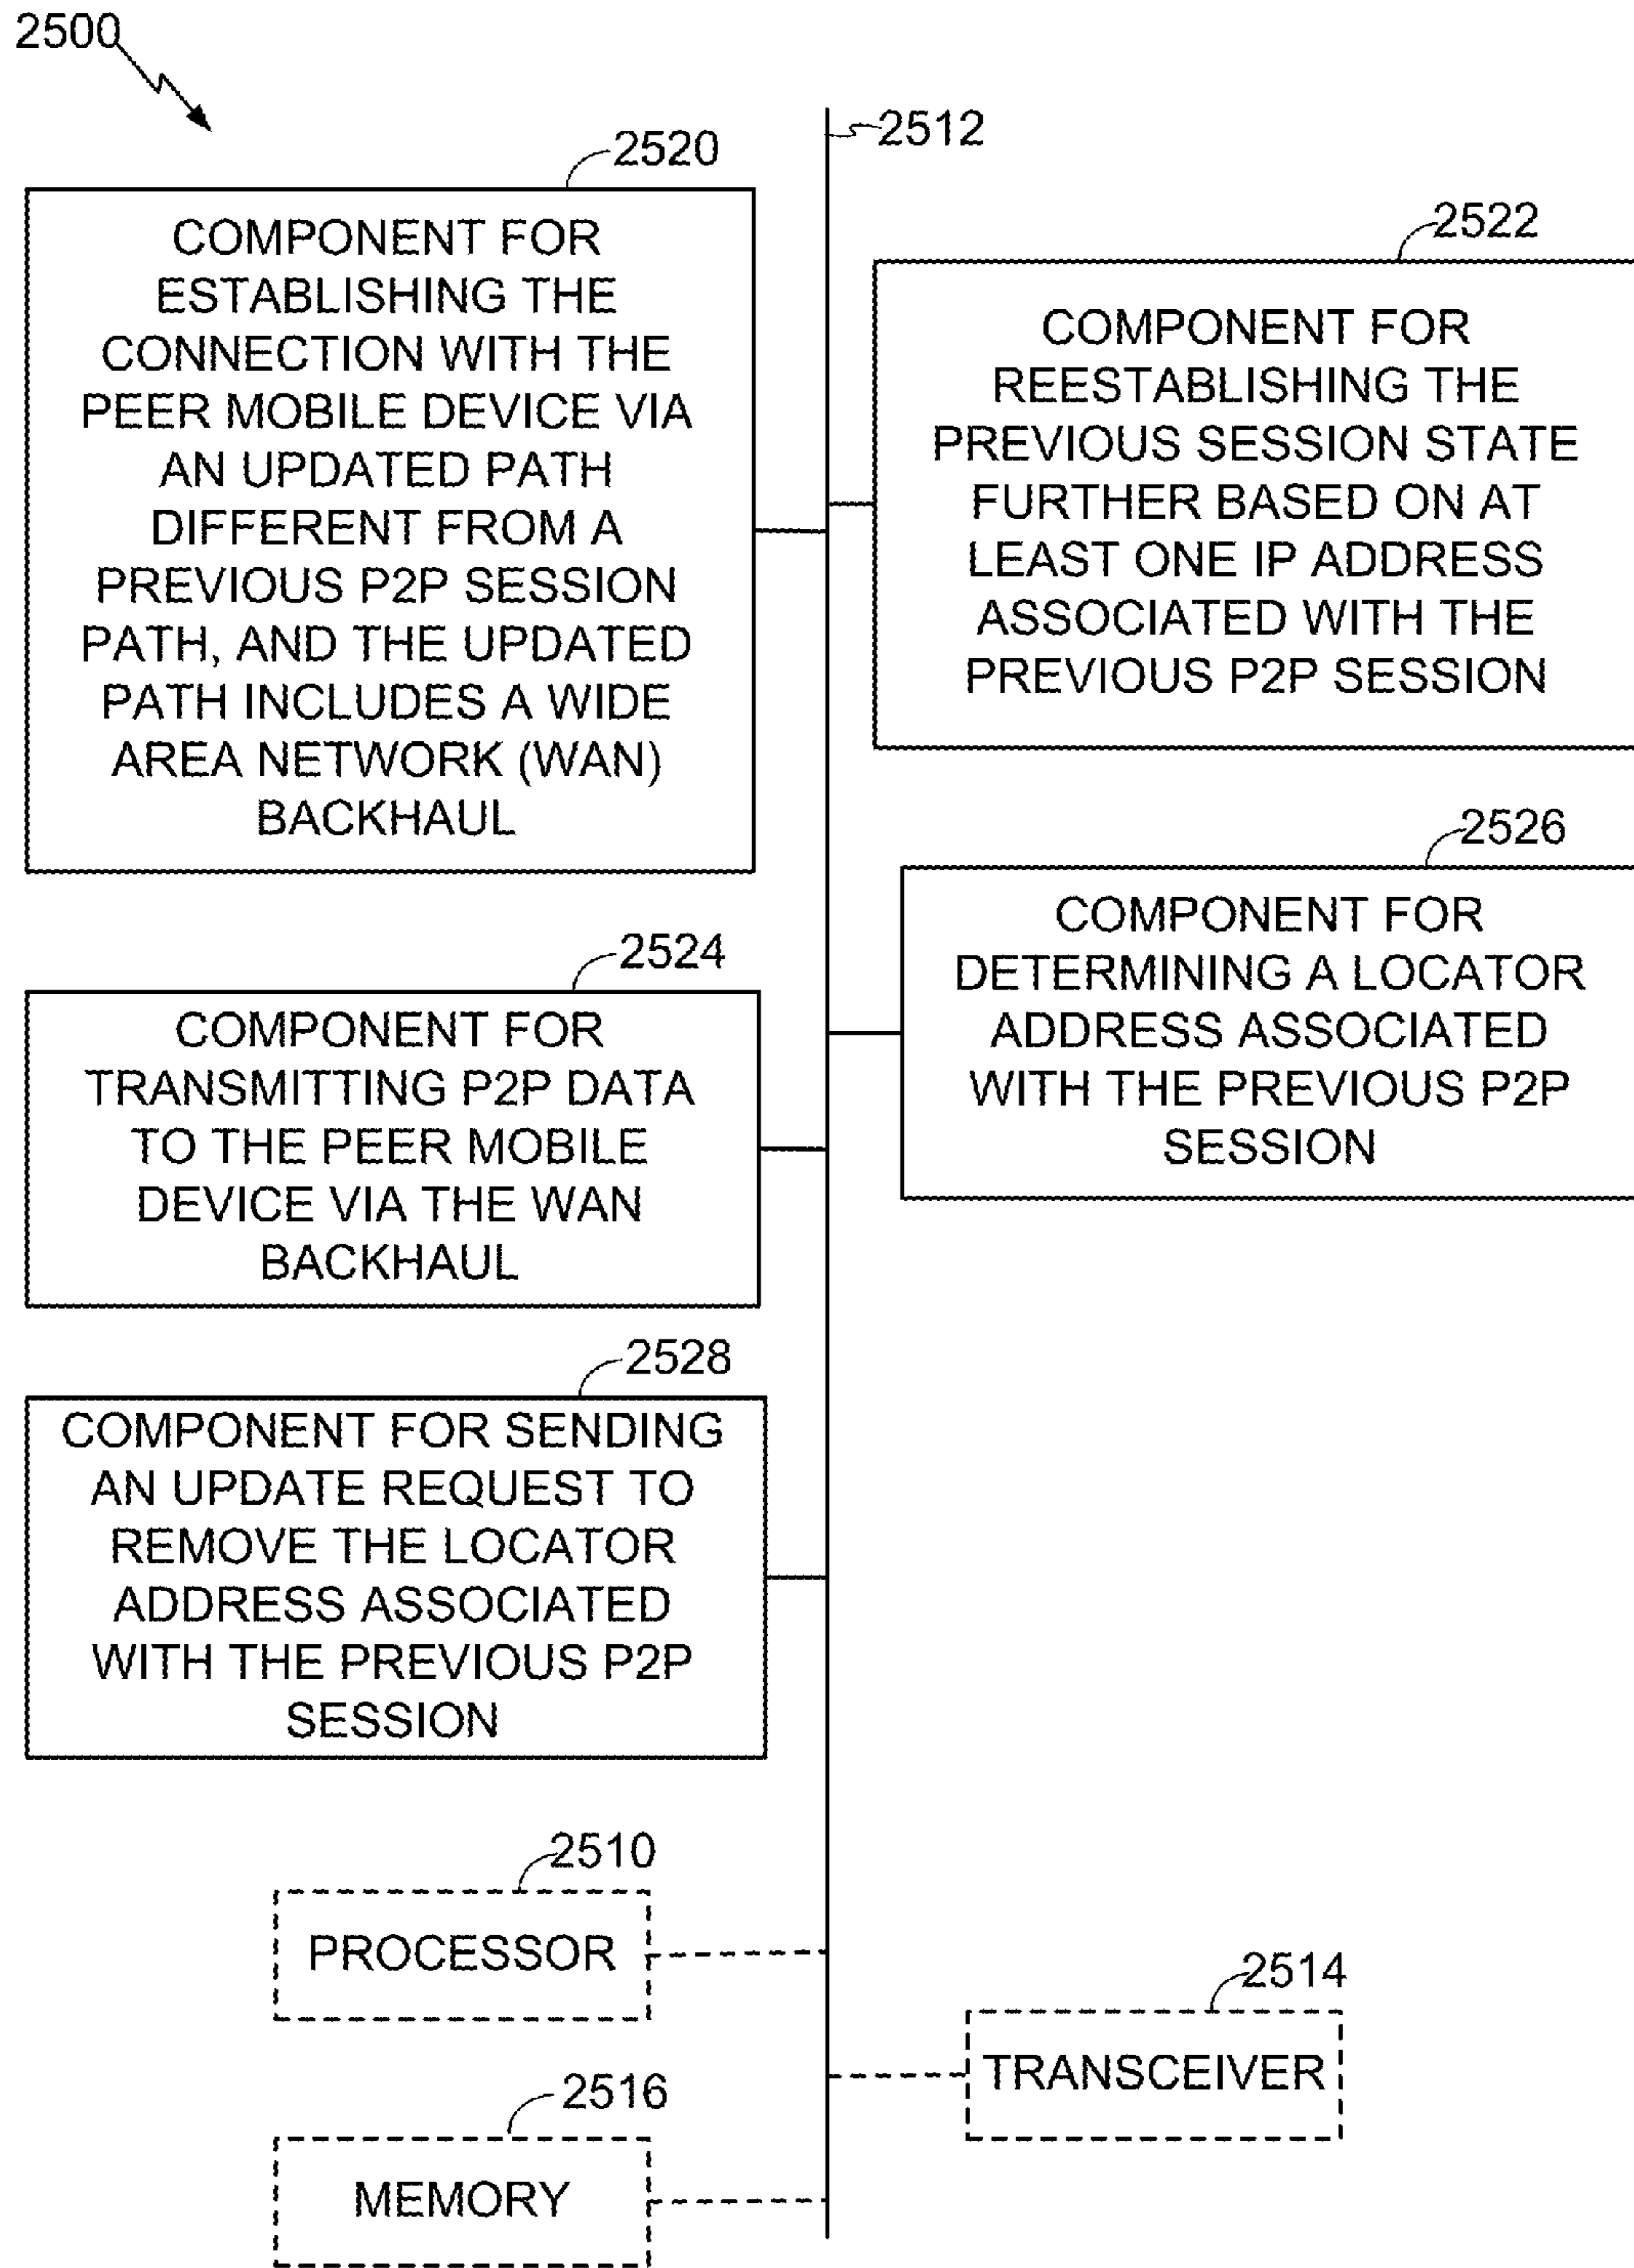 2500
2512
2520
COMPONENT FOR
ESTABLISHING THE
CONNECTION WITH THE
PEER MOBILE DEVICE VIA
AN UPDATED PATH
DIFFERENT FROM A
PREVIOUS P2P SESSION
PATH, AND THE UPDATED
PATH INCLUDES A WIDE
AREA NETWORK (WAN)
BACKHAUL
2522
COMPONENT FOR
REESTABLISHING THE
PREVIOUS SESSION STATE
FURTHER BASED ON AT
LEAST ONE IP ADDRESS
ASSOCIATED WITH THE
PREVIOUS P2P SESSION
2524
COMPONENT FOR
TRANSMITTING P2P DATA
TO THE PEER MOBILE
DEVICE VIA THE WAN
BACKHAUL
2526
COMPONENT FOR
DETERMINING A LOCATOR
ADDRESS ASSOCIATED
WITH THE PREVIOUS P2P
SESSION
2528
COMPONENT FOR SENDING
AN UPDATE REQUEST TO
REMOVE THE LOCATOR
ADDRESS ASSOCIATED
WITH THE PREVIOUS P2P
SESSION
2510
PROCESSOR
2514
TRANSCEIVER
2516
MEMORY